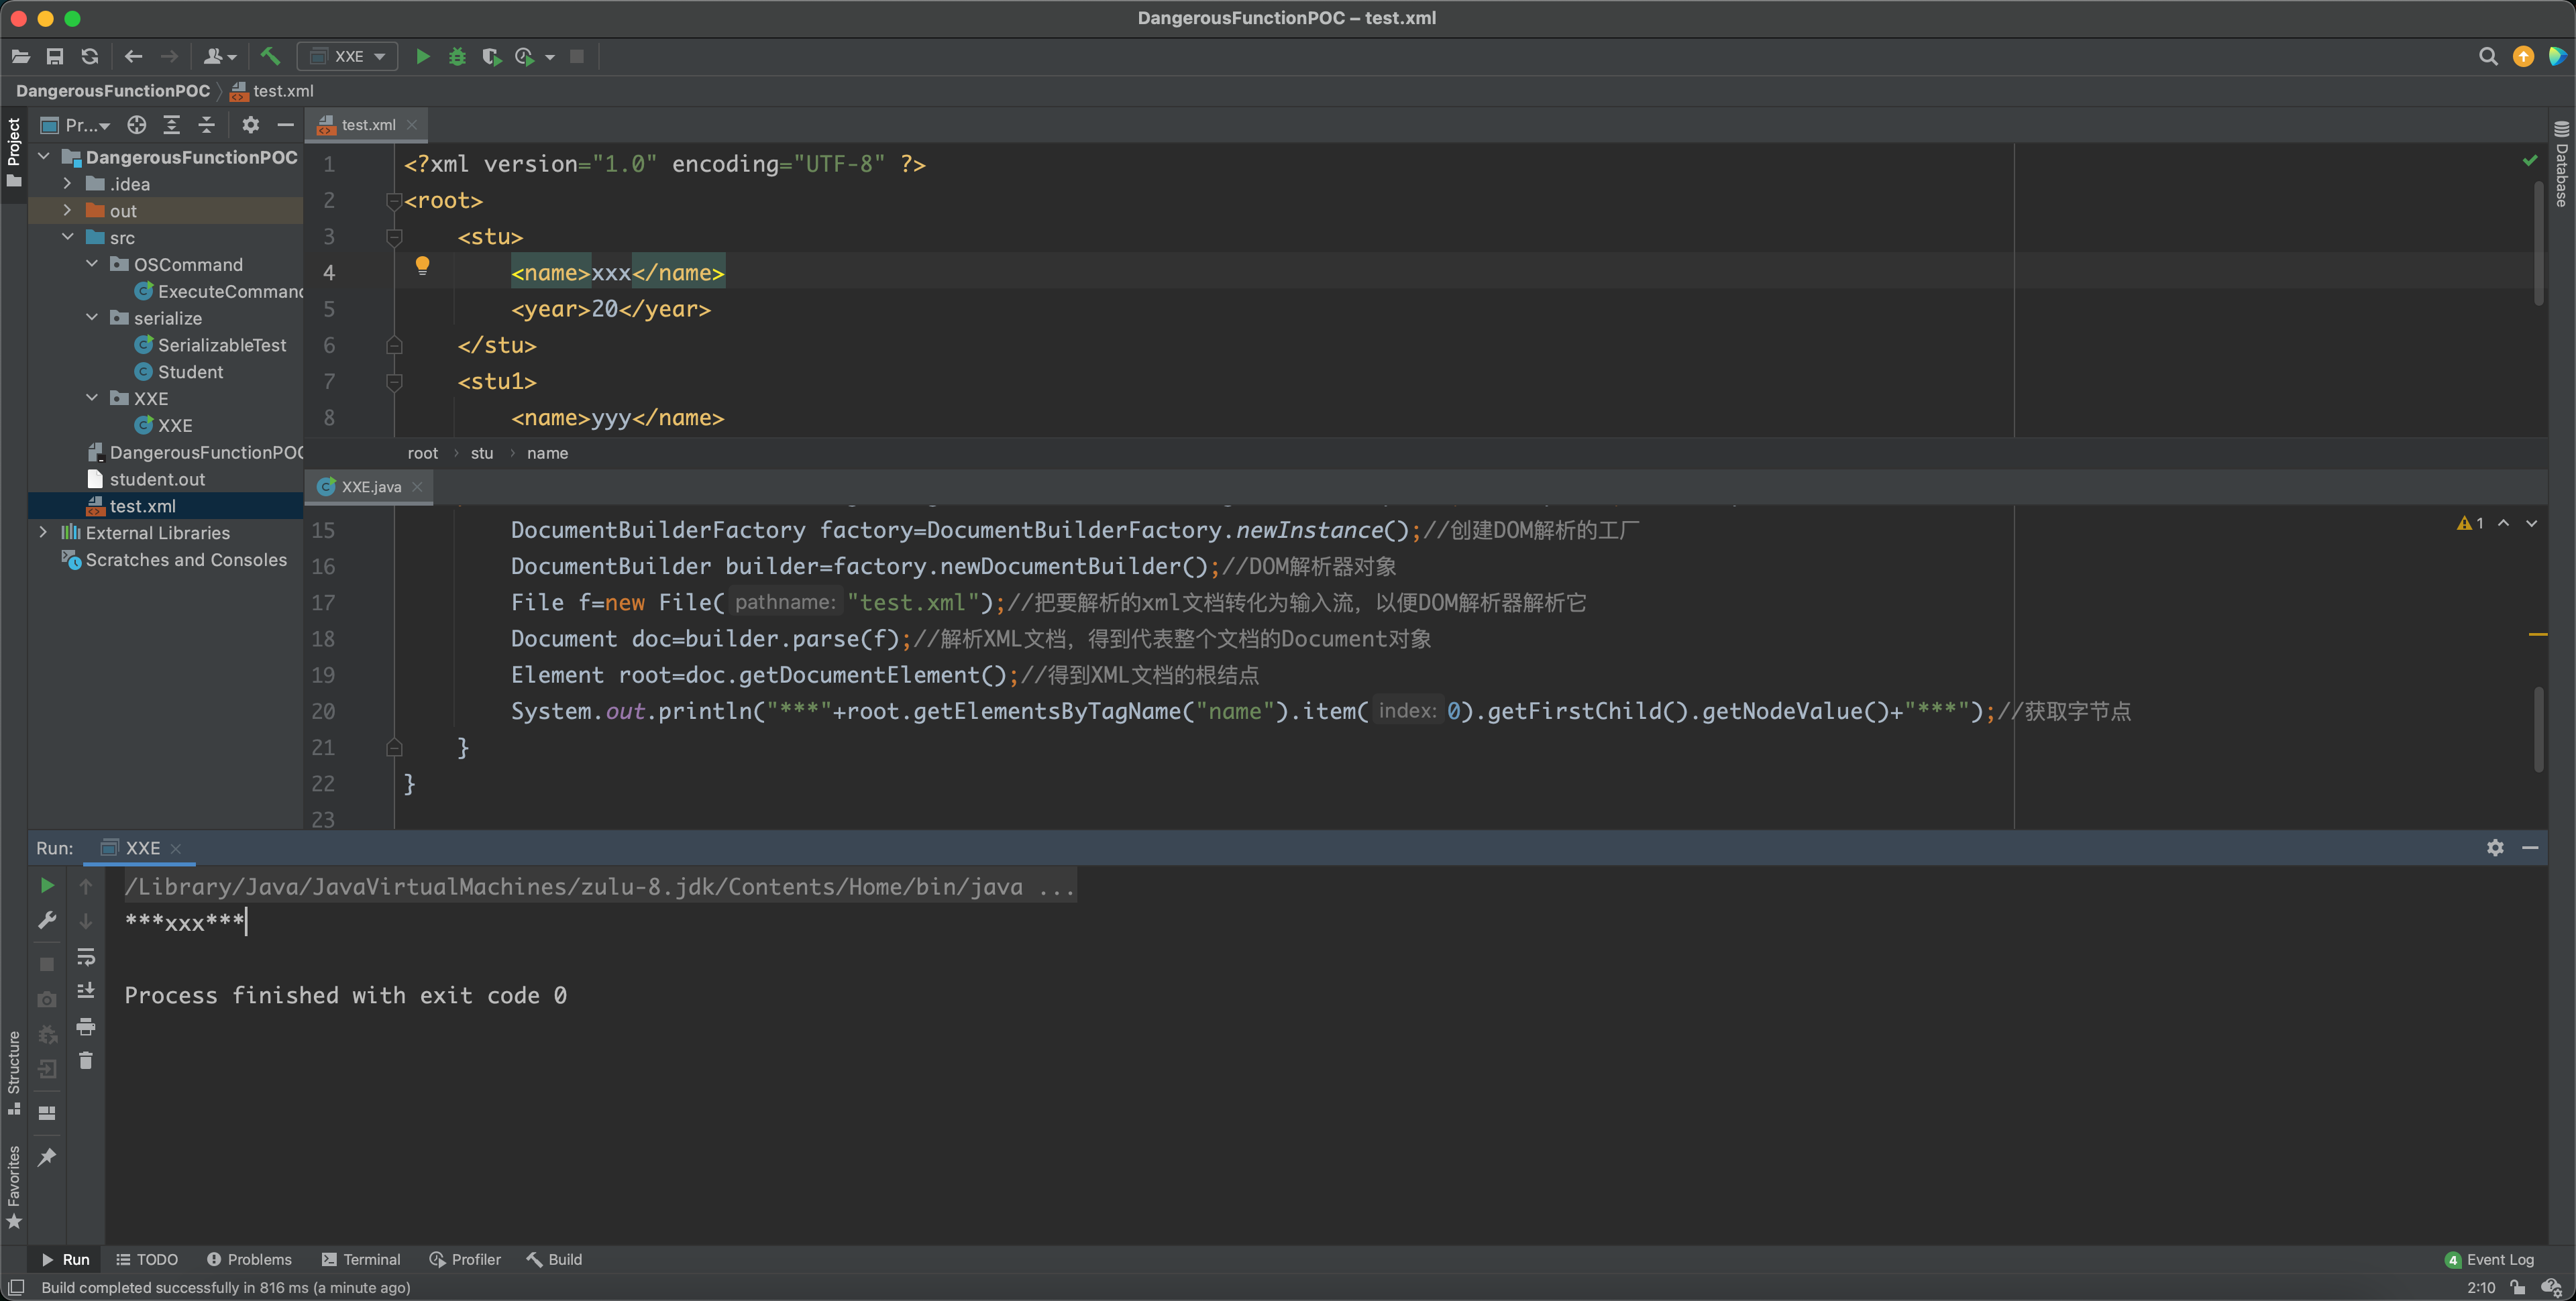 DangerousFunctionPOC – test.xml
XXE
DangerousFunctionPOC 〉 test.xml
Project
Pr...
DangerousFunctionPOC
.idea
out
src
OSCommand
ExecuteCommand
serialize
SerializableTest
Student
XXE
XXE
DangerousFunctionPOC
student.out
test.xml
External Libraries
Scratches and Consoles
test.xml
1 <?xml version="1.0" encoding="UTF-8" ?>
2 <root>
3 <stu>
4 <name>xxx</name>
5 <year>20</year>
6 </stu>
7 <stu1>
8 <name>yyy</name>
root › stu › name
XXE.java
15 DocumentBuilderFactory factory=DocumentBuilderFactory.newInstance();//创建DOM解析的工厂
16 DocumentBuilder builder=factory.newDocumentBuilder();//DOM解析器对象
17 File f=new File( pathname: "test.xml");//把要解析的xml文档转化为输入流，以便DOM解析器解析它
18 Document doc=builder.parse(f);//解析XML文档，得到代表整个文档的Document对象
19 Element root=doc.getDocumentElement();//得到XML文档的根结点
20 System.out.println("***"+root.getElementsByTagName("name").item( index: 0).getFirstChild().getNodeValue()+"***");//获取字节点
21 }
22 }
23
1
Database
Run: XXE
/Library/Java/JavaVirtualMachines/zulu-8.jdk/Contents/Home/bin/java ...
***xxx***
Process finished with exit code 0
Structure
Favorites
Run TODO Problems Terminal Profiler Build
4 Event Log
Build completed successfully in 816 ms (a minute ago)
2:10